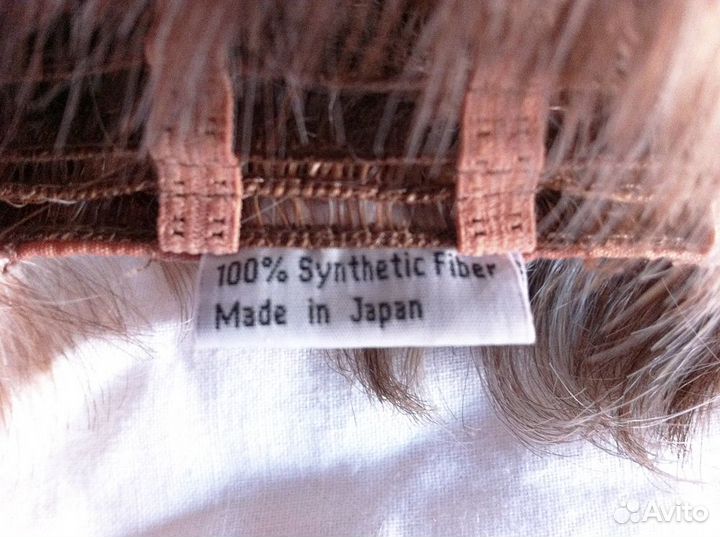 100% Synthetic Fiber
Made in Japan
Avito